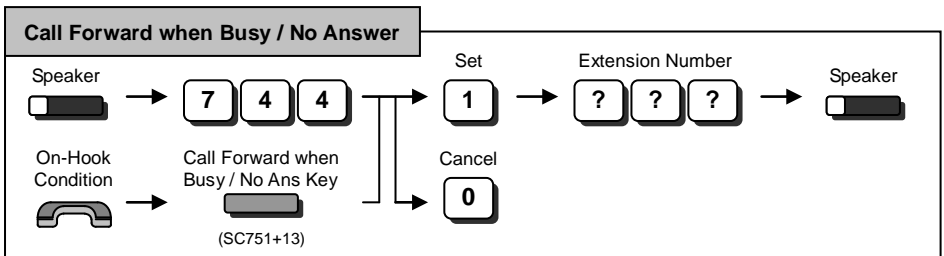 Call Forward when Busy / No Answer
Speaker
7 4 4
Set
1
Extension Number
? ? ?
Speaker
On-Hook
Condition
Call Forward when
Busy / No Ans Key
(SC751+13)
Cancel
0